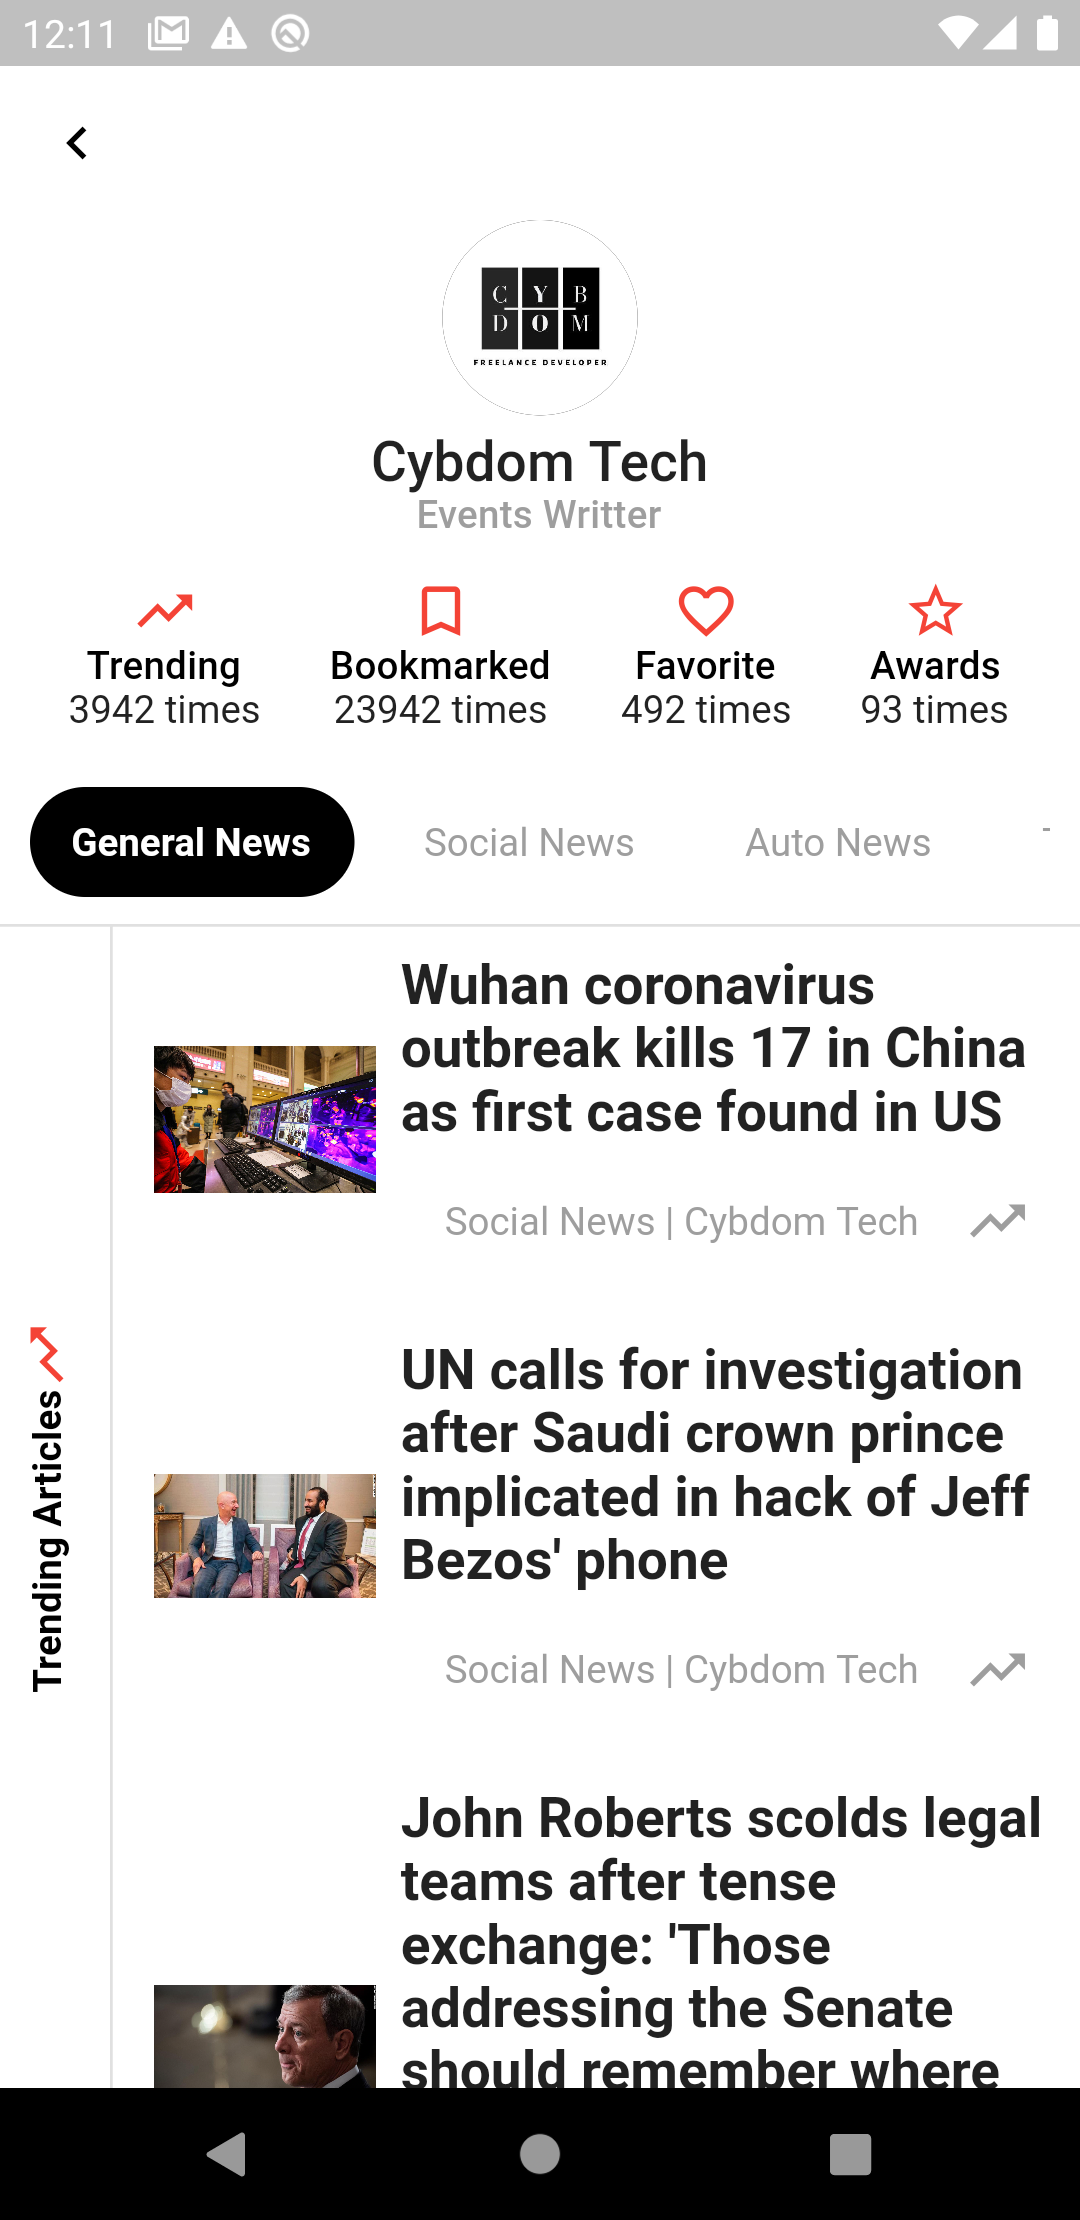 12:11
C Y B
D O M
FREELANCE DEVELOPER
Cybdom Tech
Events Writter
Trending
3942 times
Bookmarked
23942 times
Favorite
492 times
Awards
93 times
General News
Social News
Auto News
Trending Articles
Wuhan coronavirus
outbreak kills 17 in China
as first case found in US
Social News | Cybdom Tech
UN calls for investigation
after Saudi crown prince
implicated in hack of Jeff
Bezos' phone
Social News | Cybdom Tech
John Roberts scolds legal
teams after tense
exchange: 'Those
addressing the Senate
should remember where